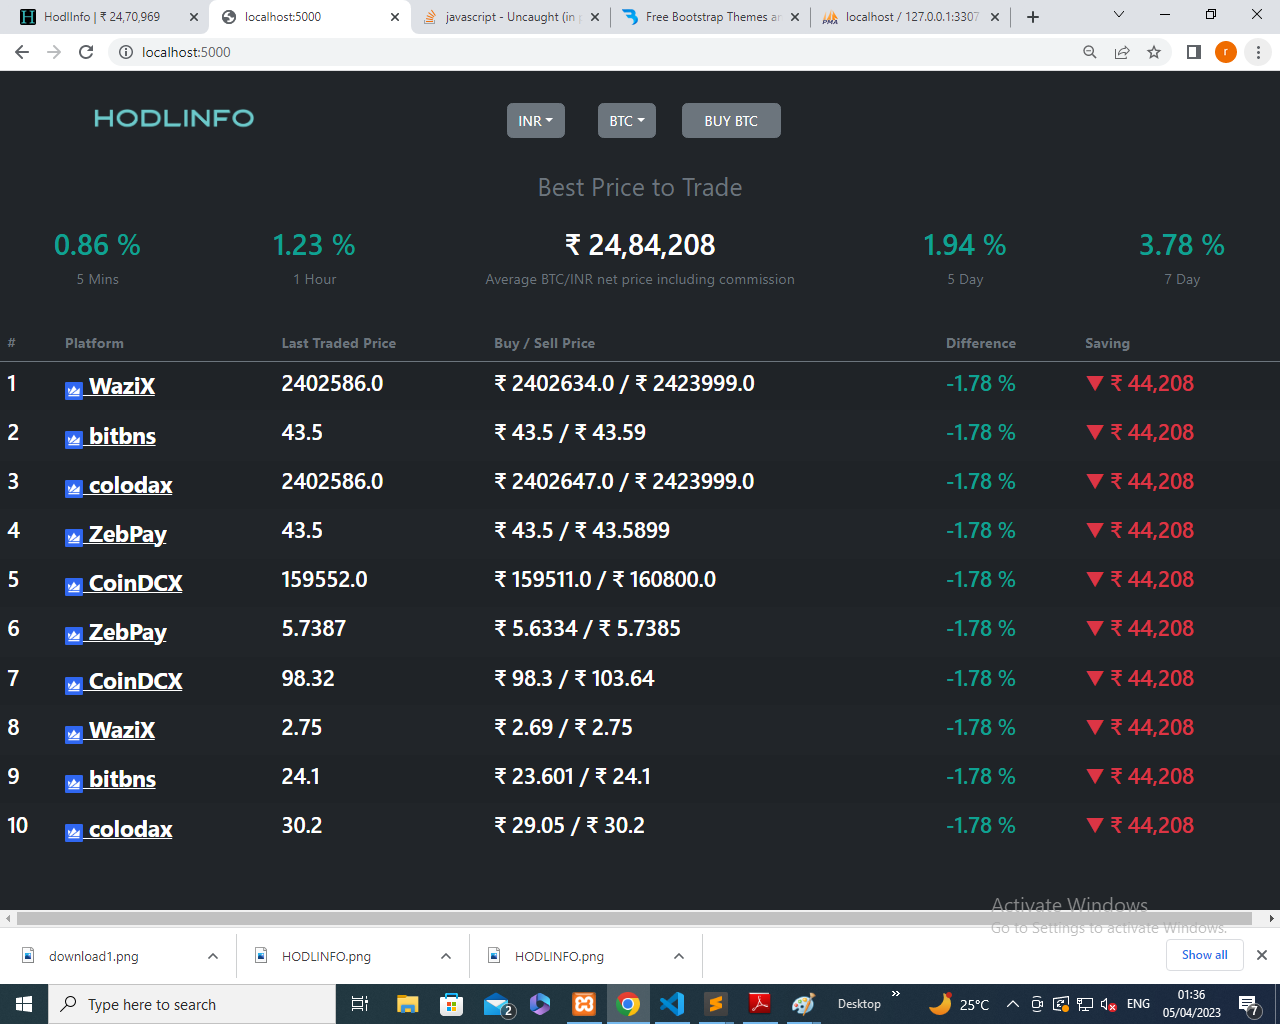 HodlInfo | ₹ 24,70,969
localhost:5000
javascript - Uncaught (in p
Free Bootstrap Themes an
localhost / 127.0.0.1:3307
localhost:5000
r
HODLINFO
INR
BTC
BUY BTC
Best Price to Trade
0.86 %
1.23 %
₹ 24,84,208
1.94 %
3.78 %
5 Mins
1 Hour
Average BTC/INR net price including commission
5 Day
7 Day
# Platform Last Traded Price Buy / Sell Price Difference Saving
1 WaziX 2402586.0 ₹ 2402634.0 / ₹ 2423999.0 -1.78 % ▼ ₹ 44,208
2 bitbns 43.5 ₹ 43.5 / ₹ 43.59 -1.78 % ▼ ₹ 44,208
3 colodax 2402586.0 ₹ 2402647.0 / ₹ 2423999.0 -1.78 % ▼ ₹ 44,208
4 ZebPay 43.5 ₹ 43.5 / ₹ 43.5899 -1.78 % ▼ ₹ 44,208
5 CoinDCX 159552.0 ₹ 159511.0 / ₹ 160800.0 -1.78 % ▼ ₹ 44,208
6 ZebPay 5.7387 ₹ 5.6334 / ₹ 5.7385 -1.78 % ▼ ₹ 44,208
7 CoinDCX 98.32 ₹ 98.3 / ₹ 103.64 -1.78 % ▼ ₹ 44,208
8 WaziX 2.75 ₹ 2.69 / ₹ 2.75 -1.78 % ▼ ₹ 44,208
9 bitbns 24.1 ₹ 23.601 / ₹ 24.1 -1.78 % ▼ ₹ 44,208
10 colodax 30.2 ₹ 29.05 / ₹ 30.2 -1.78 % ▼ ₹ 44,208
Activate Windows
Go to Settings to activate Windows.
download1.png
HODLINFO.png
HODLINFO.png
Show all
Type here to search
2
Desktop
25°C
ENG
01:36
05/04/2023
7